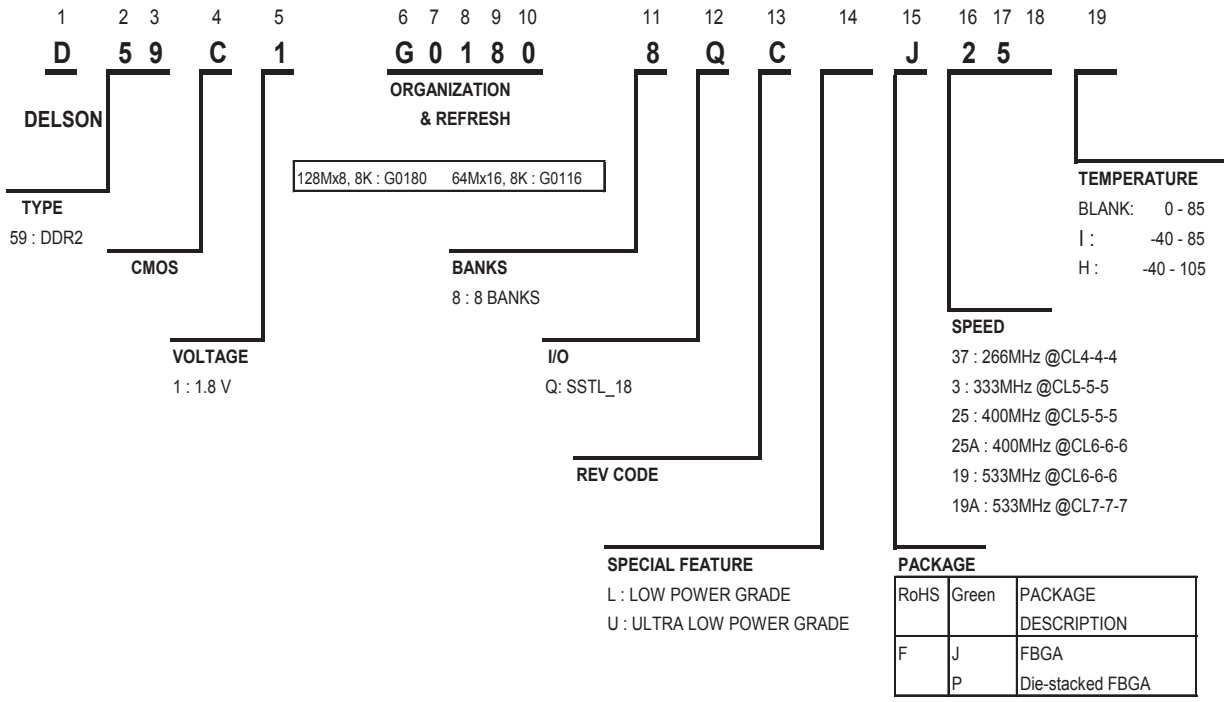 1 2 3 4 5 6 7 8 9 10 11 12 13 14 15 16 17 18 19
D 5 9 C 1 G 0 1 8 0 8 Q C J 2 5
ORGANIZATION
& REFRESH
DELSON
128Mx8, 8K : G0180 64Mx16, 8K : G0116
TYPE
59 : DDR2
CMOS
VOLTAGE
1 : 1.8 V
BANKS
8 : 8 BANKS
I/O
Q: SSTL_18
REV CODE
SPECIAL FEATURE
L : LOW POWER GRADE
U : ULTRA LOW POWER GRADE
TEMPERATURE
BLANK: 0 - 85
I : -40 - 85
H : -40 - 105
SPEED
37 : 266MHz @CL4-4-4
3 : 333MHz @CL5-5-5
25 : 400MHz @CL5-5-5
25A : 400MHz @CL6-6-6
19 : 533MHz @CL6-6-6
19A : 533MHz @CL7-7-7
PACKAGE
RoHS Green PACKAGE
DESCRIPTION
F J FBGA
P Die-stacked FBGA